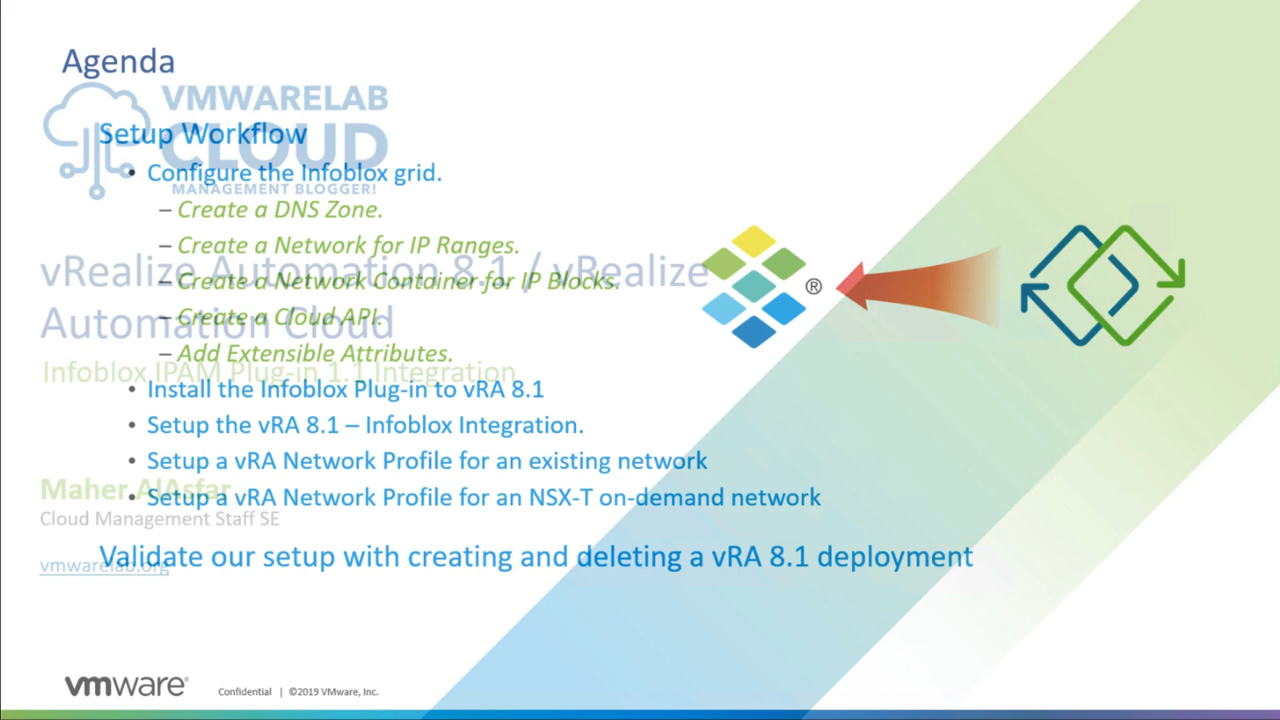 Agenda
VMWARELAB
CLOUD
MANAGEMENT BLOGGER!
Setup Workflow
• Configure the Infoblox grid.
– Create a DNS Zone.
– Create a Network for IP Ranges.
– Create a Network Container for IP Blocks.
– Create a Cloud API.
– Add Extensible Attributes.
• Install the Infoblox Plug-in to vRA 8.1
• Setup the vRA 8.1 – Infoblox Integration.
• Setup a vRA Network Profile for an existing network
• Setup a vRA Network Profile for an NSX-T on-demand network
Validate our setup with creating and deleting a vRA 8.1 deployment
vRealize Automation 8.1 / vRealize
Automation Cloud
Infoblox IPAM Plug-in 1.1 Integration
Maher AlAsfar
Cloud Management Staff SE
vmwarelab.org
®
vmware®
Confidential | ©2019 VMware, Inc.